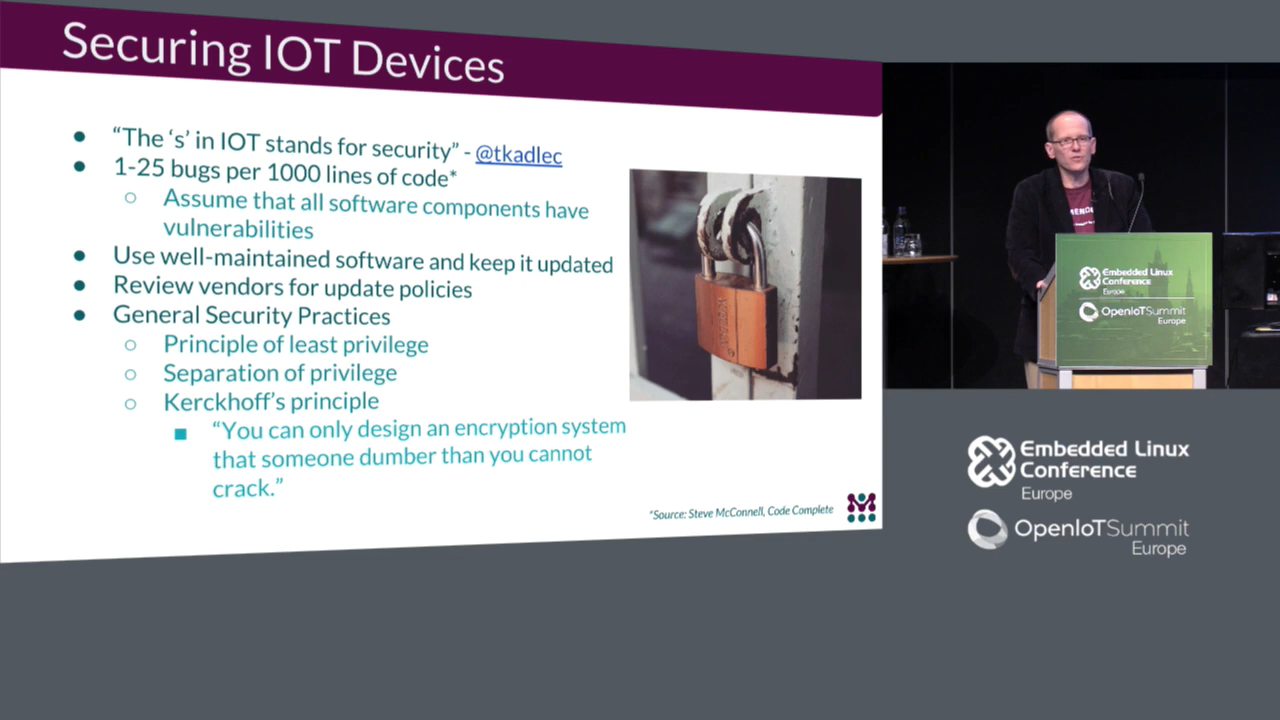 Securing IOT Devices
● “The ‘s’ in IOT stands for security” - @tkadlec
● 1-25 bugs per 1000 lines of code*
○ Assume that all software components have
vulnerabilities
● Use well-maintained software and keep it updated
● Review vendors for update policies
● General Security Practices
○ Principle of least privilege
○ Separation of privilege
○ Kerckhoff’s principle
■ “You can only design an encryption system
that someone dumber than you cannot
crack.”
*Source: Steve McConnell, Code Complete
Embedded Linux
Conference
Europe
OpenIoTSummit
Europe
Embedded Linux
Conference
Europe
OpenIoTSummit
Europe